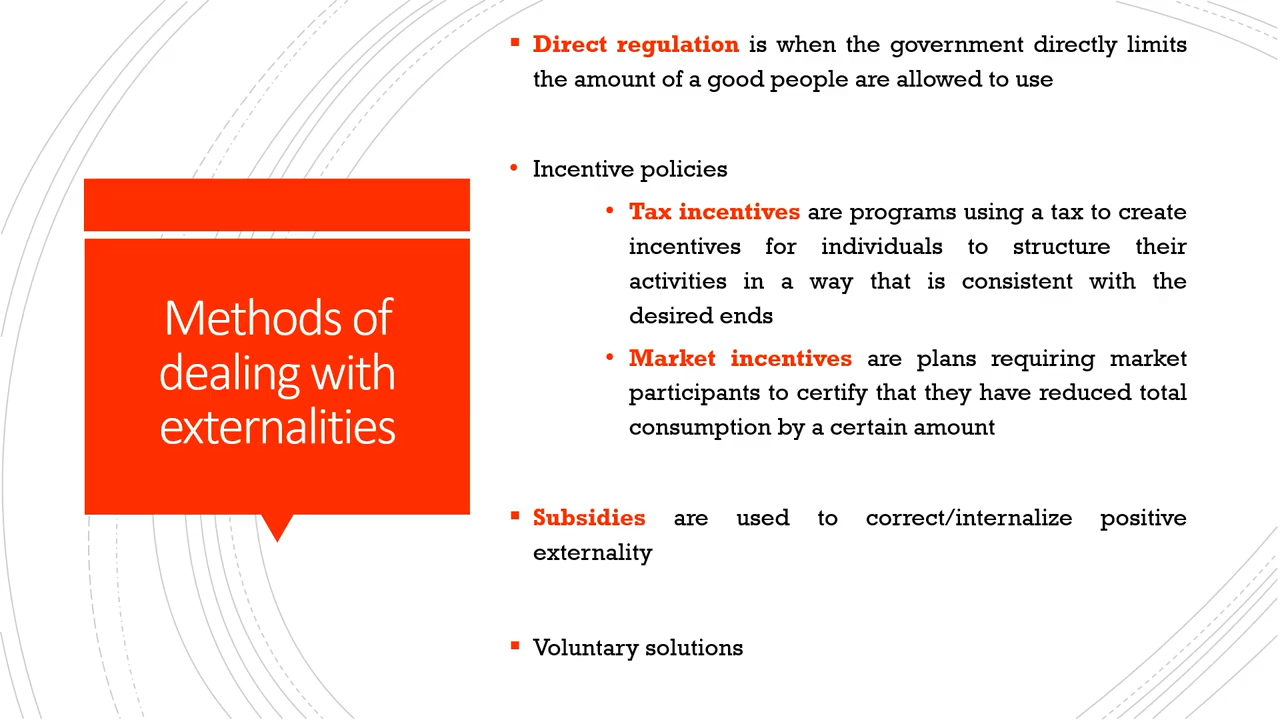 Methods of
dealing with
externalities
Direct regulation is when the government directly limits
the amount of a good people are allowed to use
Incentive policies
Tax incentives are programs using a tax to create
incentives for individuals to structure their
activities in a way that is consistent with the
desired ends
Market incentives are plans requiring market
participants to certify that they have reduced total
consumption by a certain amount
Subsidies are used to correct/internalize positive
externality
Voluntary solutions